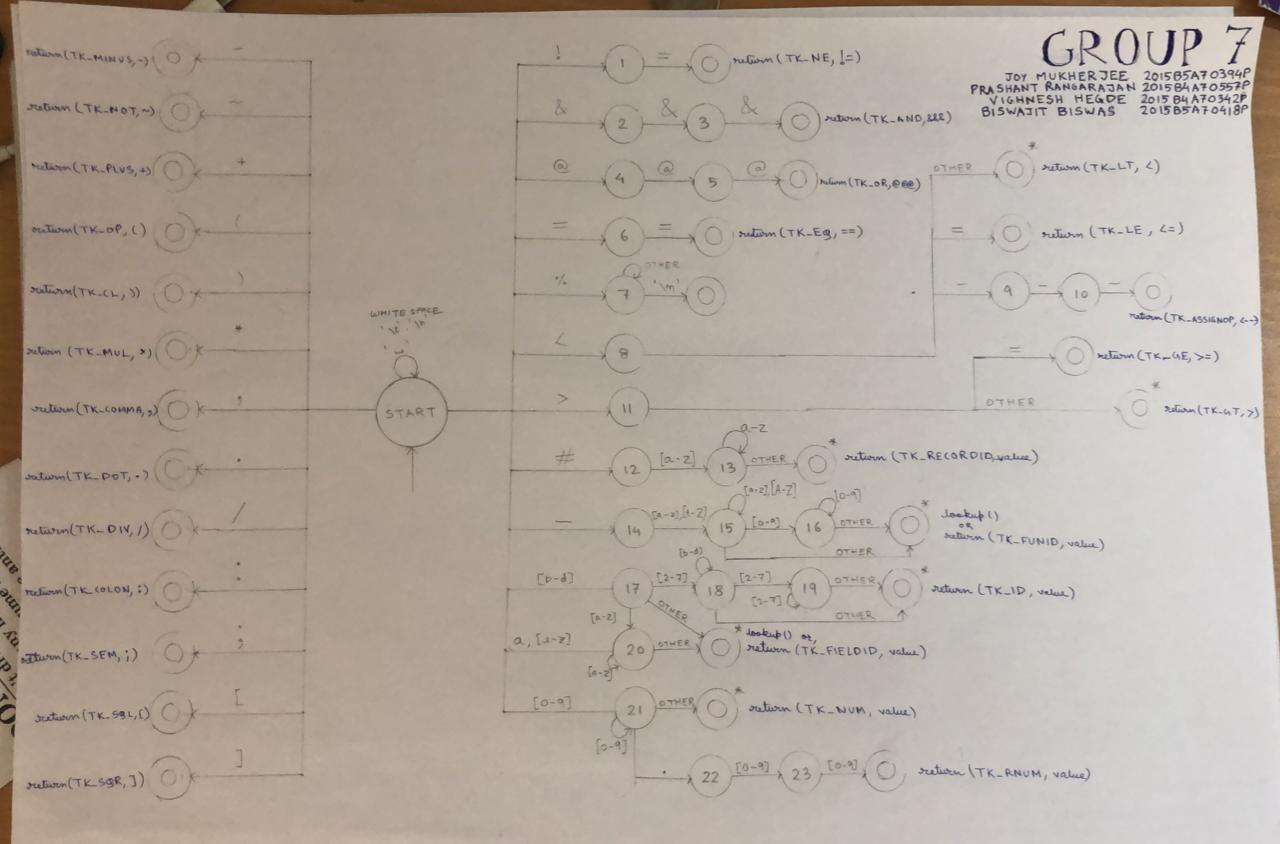 GROUP 7
JOY MUKHERJEE 2015B5A70394P
PRASHANT RANGARAJAN 2015B4A70557P
VIGHNESH HEGDE 2015B4A70342P
BISWAJIT BISWAS 2015B5A70418P
return(TK_MINUS,-) -
return(TK_NOT,~) ~
return(TK_PLUS,+) +
return(TK_OP, () (
return(TK_CL, )) )
return(TK_MUL, *) *
return(TK_COMMA,,) ,
return(TK_DOT, .) .
return(TK_DIV, /) /
return(TK_COLON, :) :
return(TK_SEM, ;) ;
return(TK_SQL,[) [
return(TK_SQR, ]) ]
WHITE SPACE
START
! 1 = return(TK_NE, !=)
& 2 & 3 & return(TK_AND,&&&)
@ 4 @ 5 @ return(TK_OR,@@@)
= 6 = return(TK_EQ, ==)
% 7 OTHER '\n'
< 8
OTHER * return(TK_LT, <)
= return(TK_LE, <=)
- 9 - 10 - return(TK_ASSIGNOP, <--)
> 11
= return(TK_GE, >=)
OTHER * return(TK_GT, >)
# 12 [a-z] 13 a-z OTHER * return(TK_RECORDID,value)
_ 14 15 [a-z],[A-Z] [0-9] 16 [0-9] OTHER * lookup()
OR
return(TK_FUNID, value)
OTHER
[b-d] 17 [2-7] 18 [b-d] [2-7] 19 [2-7] OTHER * return(TK_ID, value)
OTHER
[a-z] OTHER
20 [a-z] OTHER * lookup() or,
return(TK_FIELDID, value)
[0-9] 21 [0-9] OTHER * return(TK_NUM, value)
. 22 [0-9] 23 [0-9] return(TK_RNUM, value)